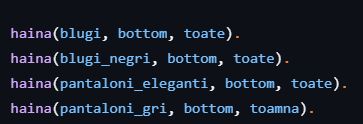 haina(blugi, bottom, toate).
haina(blugi_negri, bottom, toate).
haina(pantaloni_eleganti, bottom, toate).
haina(pantaloni_gri, bottom, toamna).